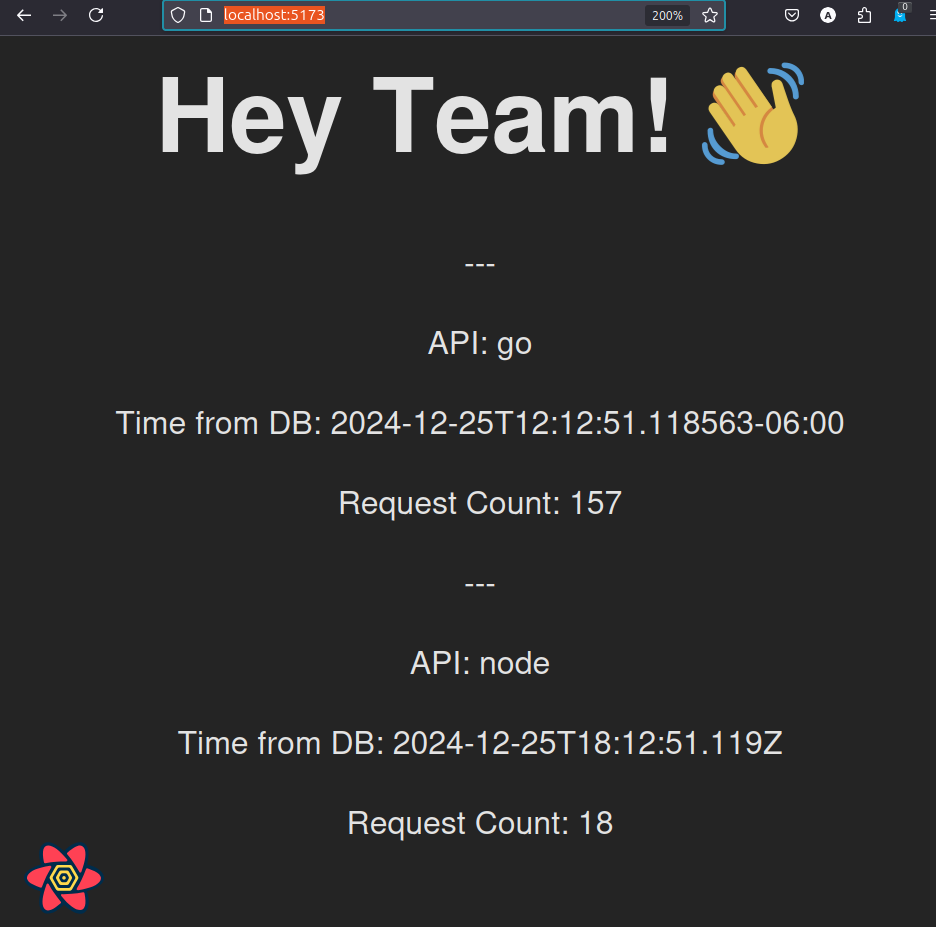 localhost:5173
200%
A
0
Hey Team! 👋
---
API: go
Time from DB: 2024-12-25T12:12:51.118563-06:00
Request Count: 157
---
API: node
Time from DB: 2024-12-25T18:12:51.119Z
Request Count: 18